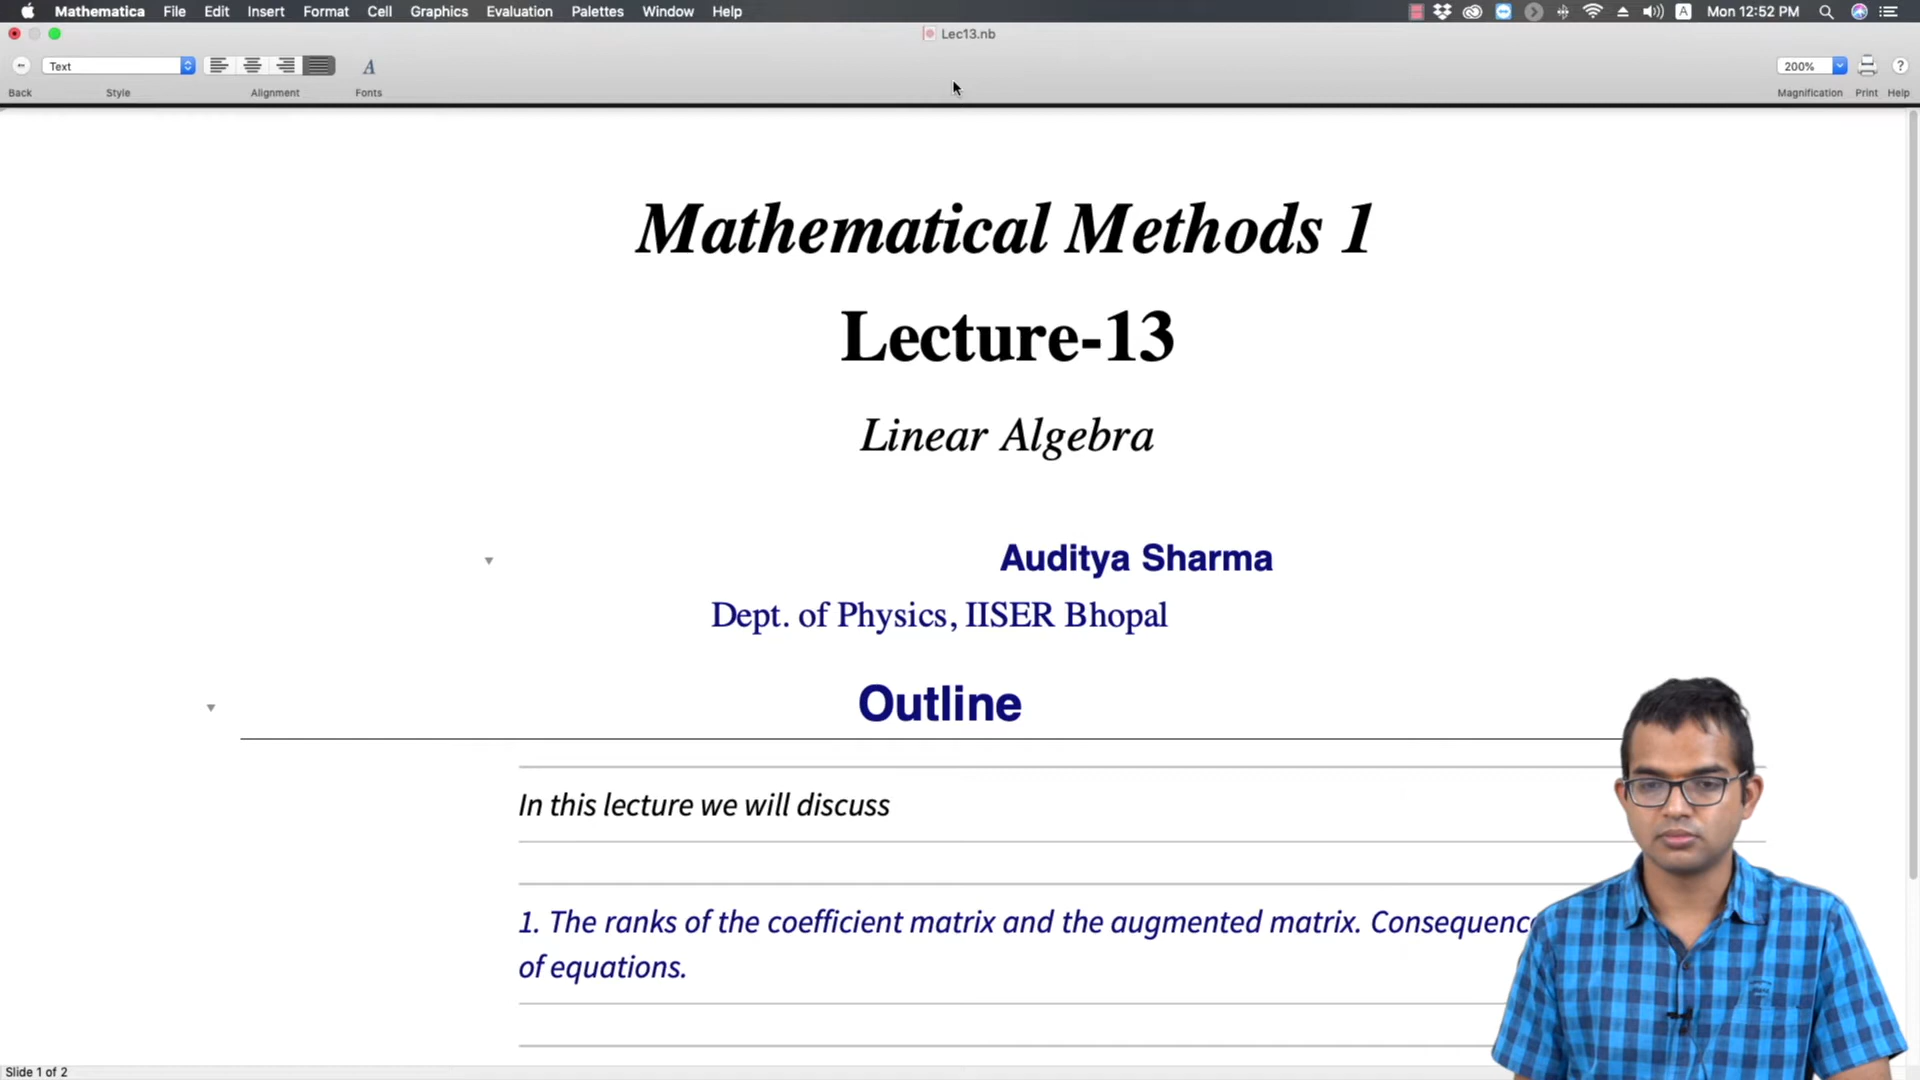 Mathematica File Edit Insert Format Cell Graphics Evaluation Palettes Window Help A Mon 12:52 PM
Lec13.nb
Text A 200% ?
Back Style Alignment Fonts Magnification Print Help
Mathematical Methods 1
Lecture-13
Linear Algebra
Auditya Sharma
Dept. of Physics, IISER Bhopal
Outline
In this lecture we will discuss
1. The ranks of the coefficient matrix and the augmented matrix.
of equations.
Slide 1 of 2